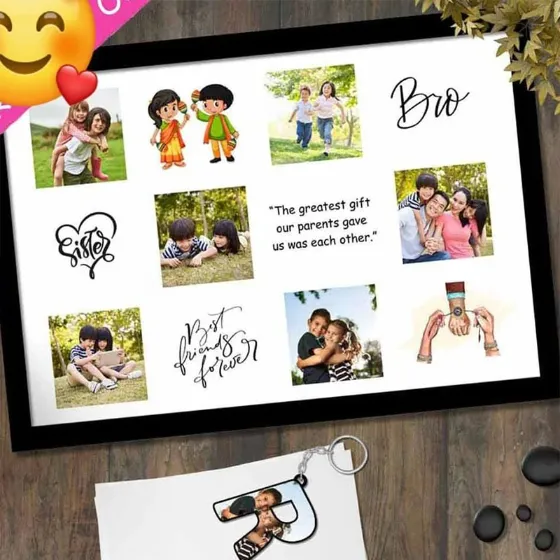 Bro
Sister
"The greatest gift
our parents gave
us was each other."
Best
friends
forever
R